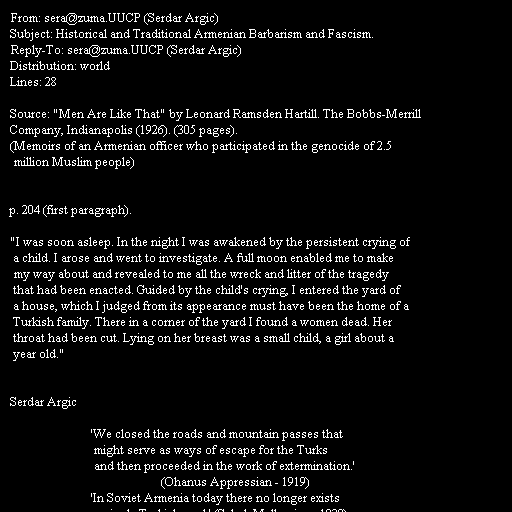 From: sera@zuma.UUCP (Serdar Argic)
Subject: Historical and Traditional Armenian Barbarism and Fascism.
Reply-To: sera@zuma.UUCP (Serdar Argic)
Distribution: world
Lines: 28
Source: "Men Are Like That" by Leonard Ramsden Hartill. The Bobbs-Merrill
Company, Indianapolis (1926). (305 pages).
(Memoirs of an Armenian officer who participated in the genocide of 2.5
million Muslim people)
p. 204 (first paragraph).
"I was soon asleep. In the night I was awakened by the persistent crying of
a child. I arose and went to investigate. A full moon enabled me to make
my way about and revealed to me all the wreck and litter of the tragedy
that had been enacted. Guided by the child's crying, I entered the yard of
a house, which I judged from its appearance must have been the home of a
Turkish family. There in a corner of the yard I found a women dead. Her
throat had been cut. Lying on her breast was a small child, a girl about a
year old."
Serdar Argic
'We closed the roads and mountain passes that
might serve as ways of escape for the Turks
and then proceeded in the work of extermination.'
(Ohanus Appressian - 1919)
'In Soviet Armenia today there no longer exists